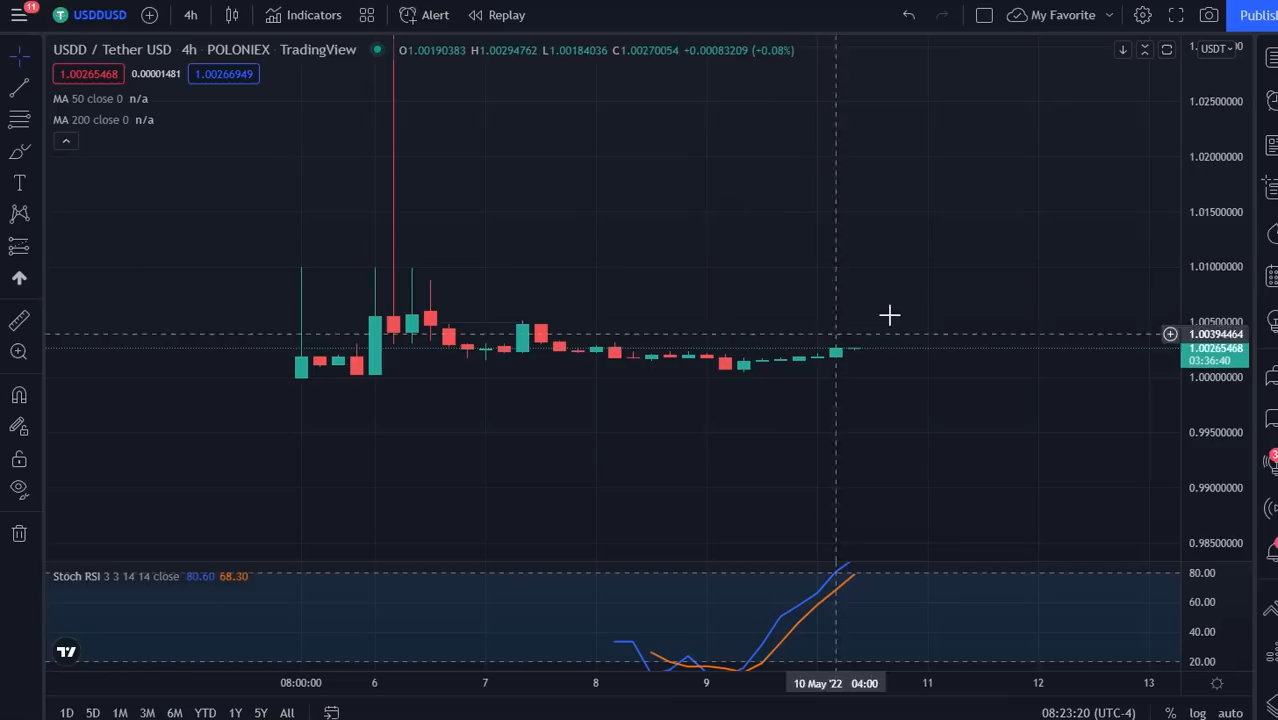 11
USDDUSD
4h
Indicators
Alert
Replay
My Favorite
Publis
USDD / Tether USD · 4h · POLONIEX · TradingView
O1.00190383 H1.00294762 L1.00184036 C1.00270054 +0.00083209 (+0.08%)
USDT
1.00265468 0.00001481 1.00266949
MA 50 close 0 n/a
MA 200 close 0 n/a
1.02500000
1.02000000
1.01500000
1.01000000
1.00500000
1.00394464
1.00265468
03:36:40
1.00000000
0.99500000
0.99000000
0.98500000
Stoch RSI 3 3 14 14 close 80.60 68.30
80.00
60.00
40.00
20.00
08:00:00 6 7 8 9 10 May '22 04:00 11 12 13
1D 5D 1M 3M 6M YTD 1Y 5Y All
08:23:20 (UTC-4) % log auto